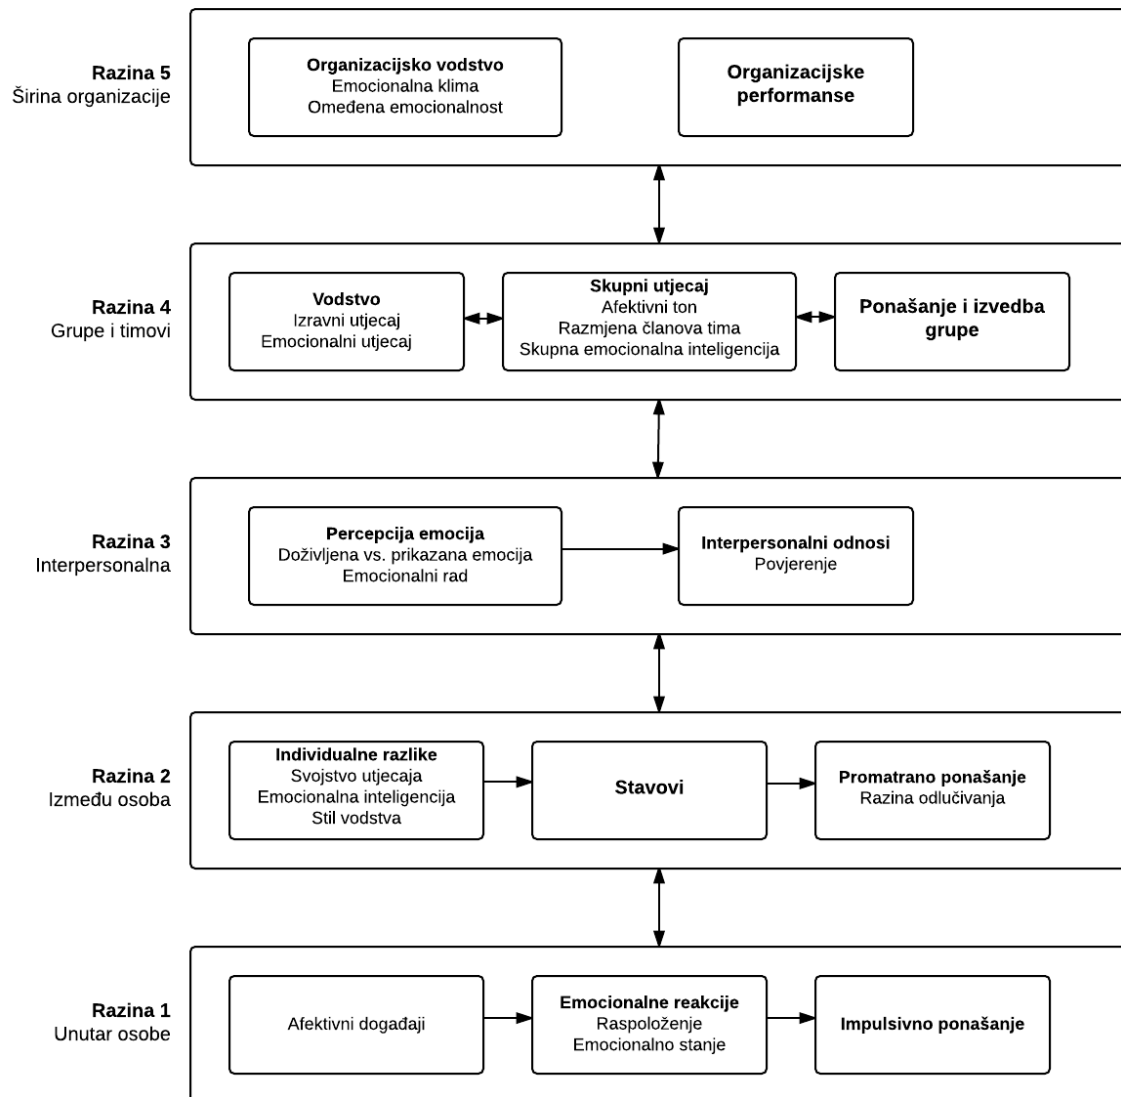 Razina 5
Širina organizacije
Organizacijsko vodstvo
Emocionalna klima
Omeđena emocionalnost
Organizacijske
performanse
Razina 4
Grupe i timovi
Vodstvo
Izravni utjecaj
Emocionalni utjecaj
Skupni utjecaj
Afektivni ton
Razmjena članova tima
Skupna emocionalna inteligencija
Ponašanje i izvedba
grupe
Razina 3
Interpersonalna
Percepcija emocija
Doživljena vs. prikazana emocija
Emocionalni rad
Interpersonalni odnosi
Povjerenje
Razina 2
Između osoba
Individualne razlike
Svojstvo utjecaja
Emocionalna inteligencija
Stil vodstva
Stavovi
Promatrano ponašanje
Razina odlučivanja
Razina 1
Unutar osobe
Afektivni događaji
Emocionalne reakcije
Raspoloženje
Emocionalno stanje
Impulsivno ponašanje